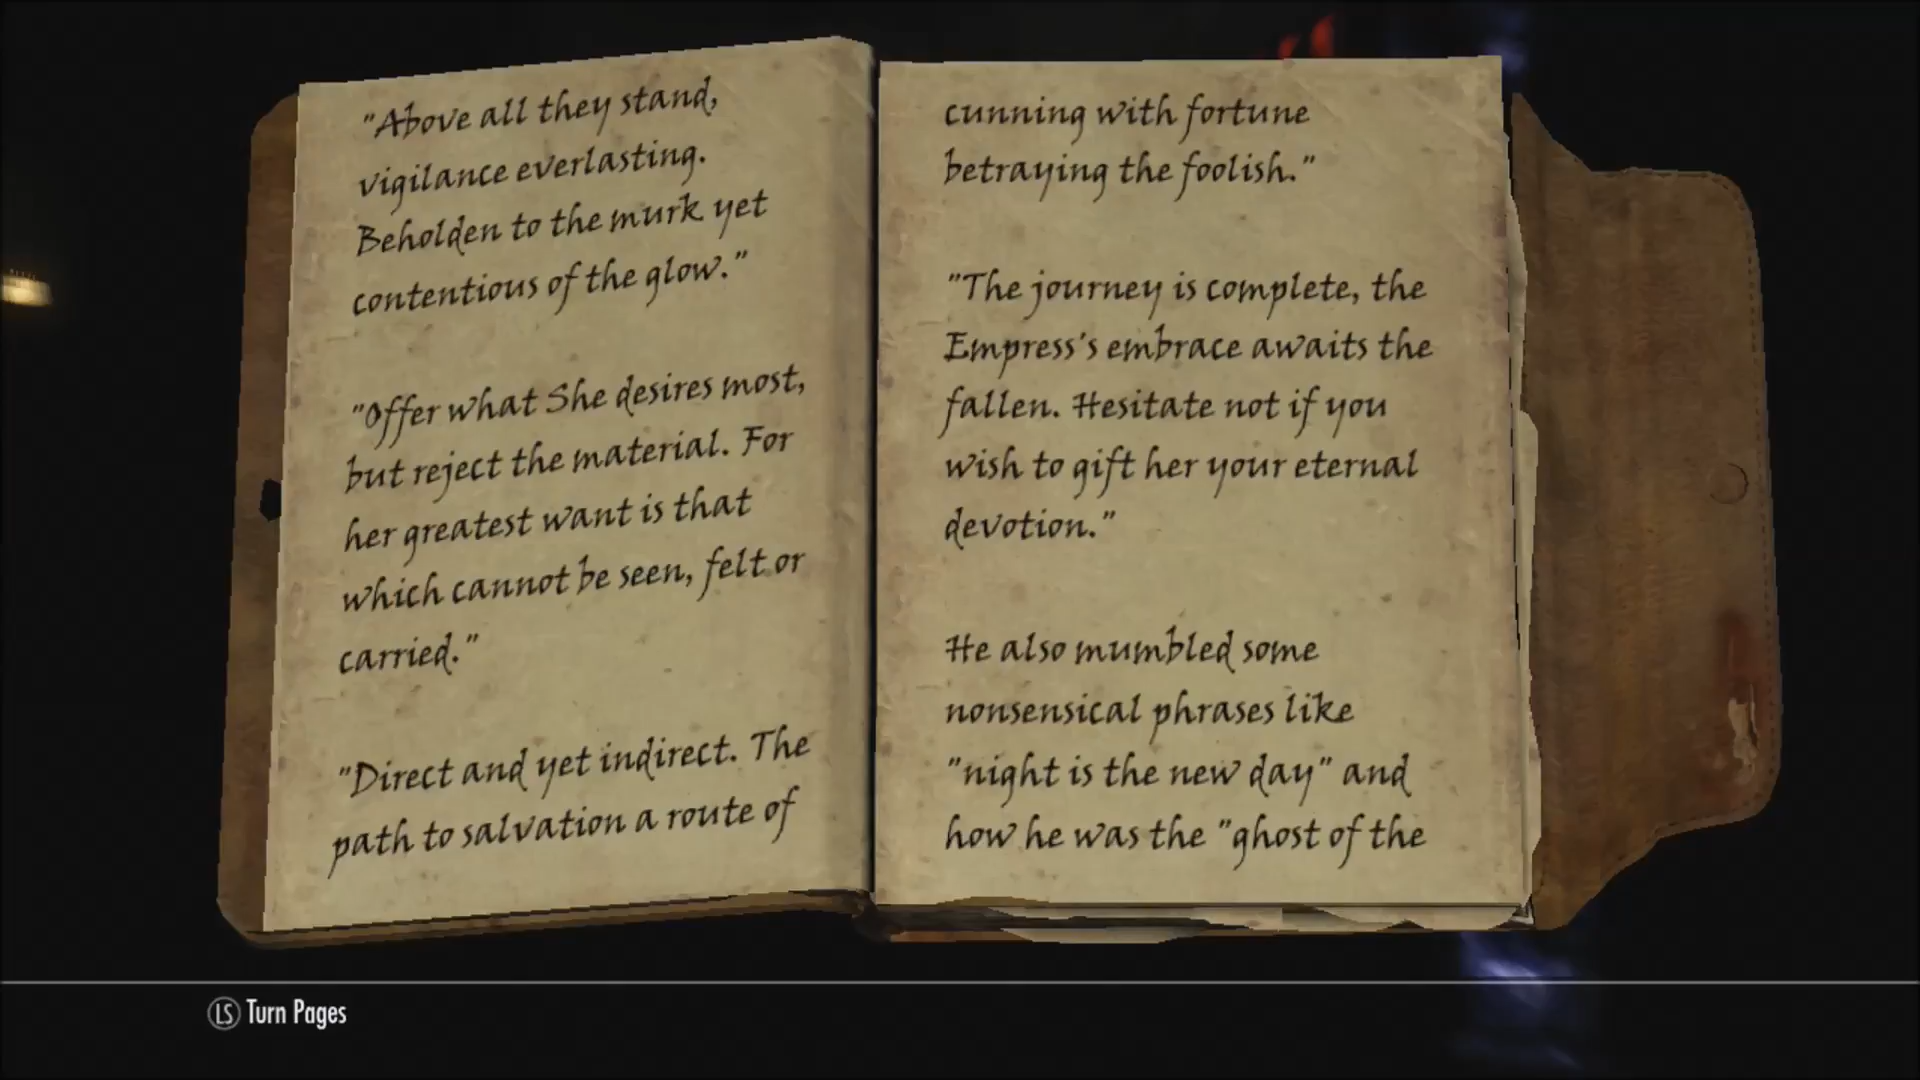 "Above all they stand,
vigilance everlasting.
Beholden to the murk yet
contentious of the glow."
"Offer what She desires most,
but reject the material. For
her greatest want is that
which cannot be seen, felt or
carried."
"Direct and yet indirect. The
path to salvation a route of
cunning with fortune
betraying the foolish."
"The journey is complete, the
Empress's embrace awaits the
fallen. Hesitate not if you
wish to gift her your eternal
devotion."
He also mumbled some
nonsensical phrases like
"night is the new day" and
how he was the "ghost of the
LS Turn Pages